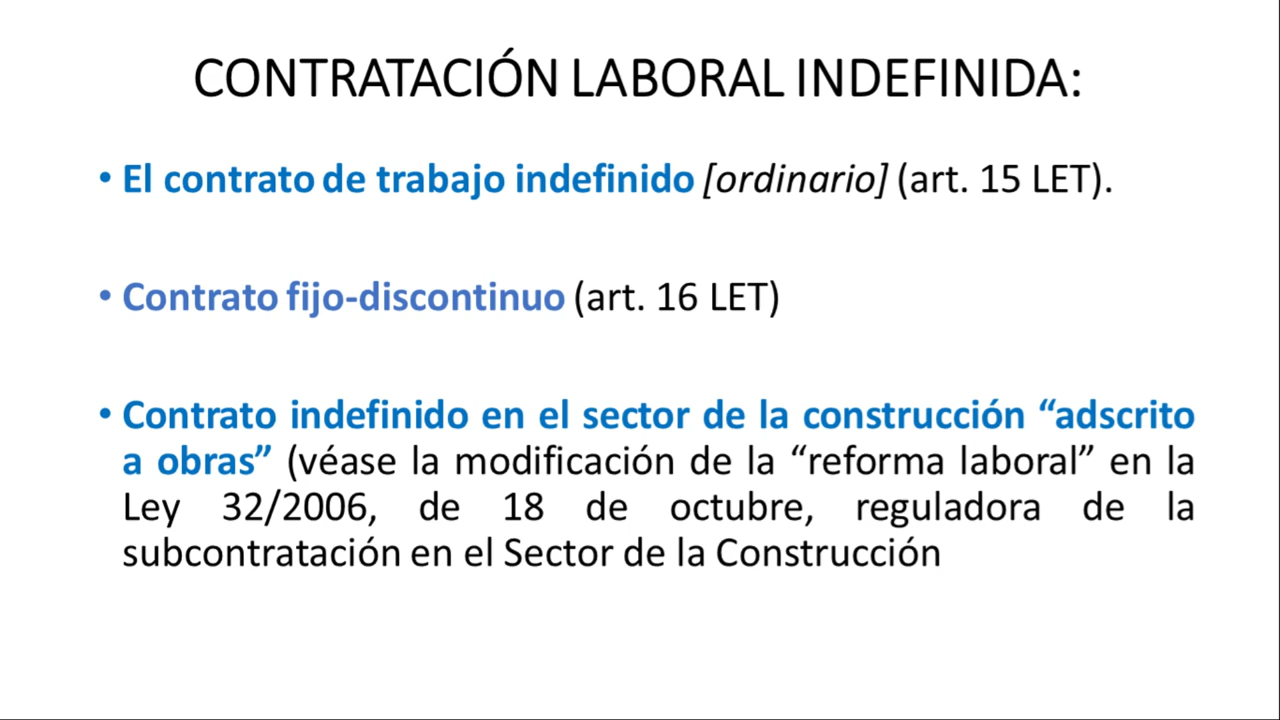 CONTRATACIÓN LABORAL INDEFINIDA:
• El contrato de trabajo indefinido [ordinario] (art. 15 LET).
• Contrato fijo-discontinuo (art. 16 LET)
• Contrato indefinido en el sector de la construcción “adscrito
a obras” (véase la modificación de la “reforma laboral” en la
Ley 32/2006, de 18 de octubre, reguladora de la
subcontratación en el Sector de la Construcción